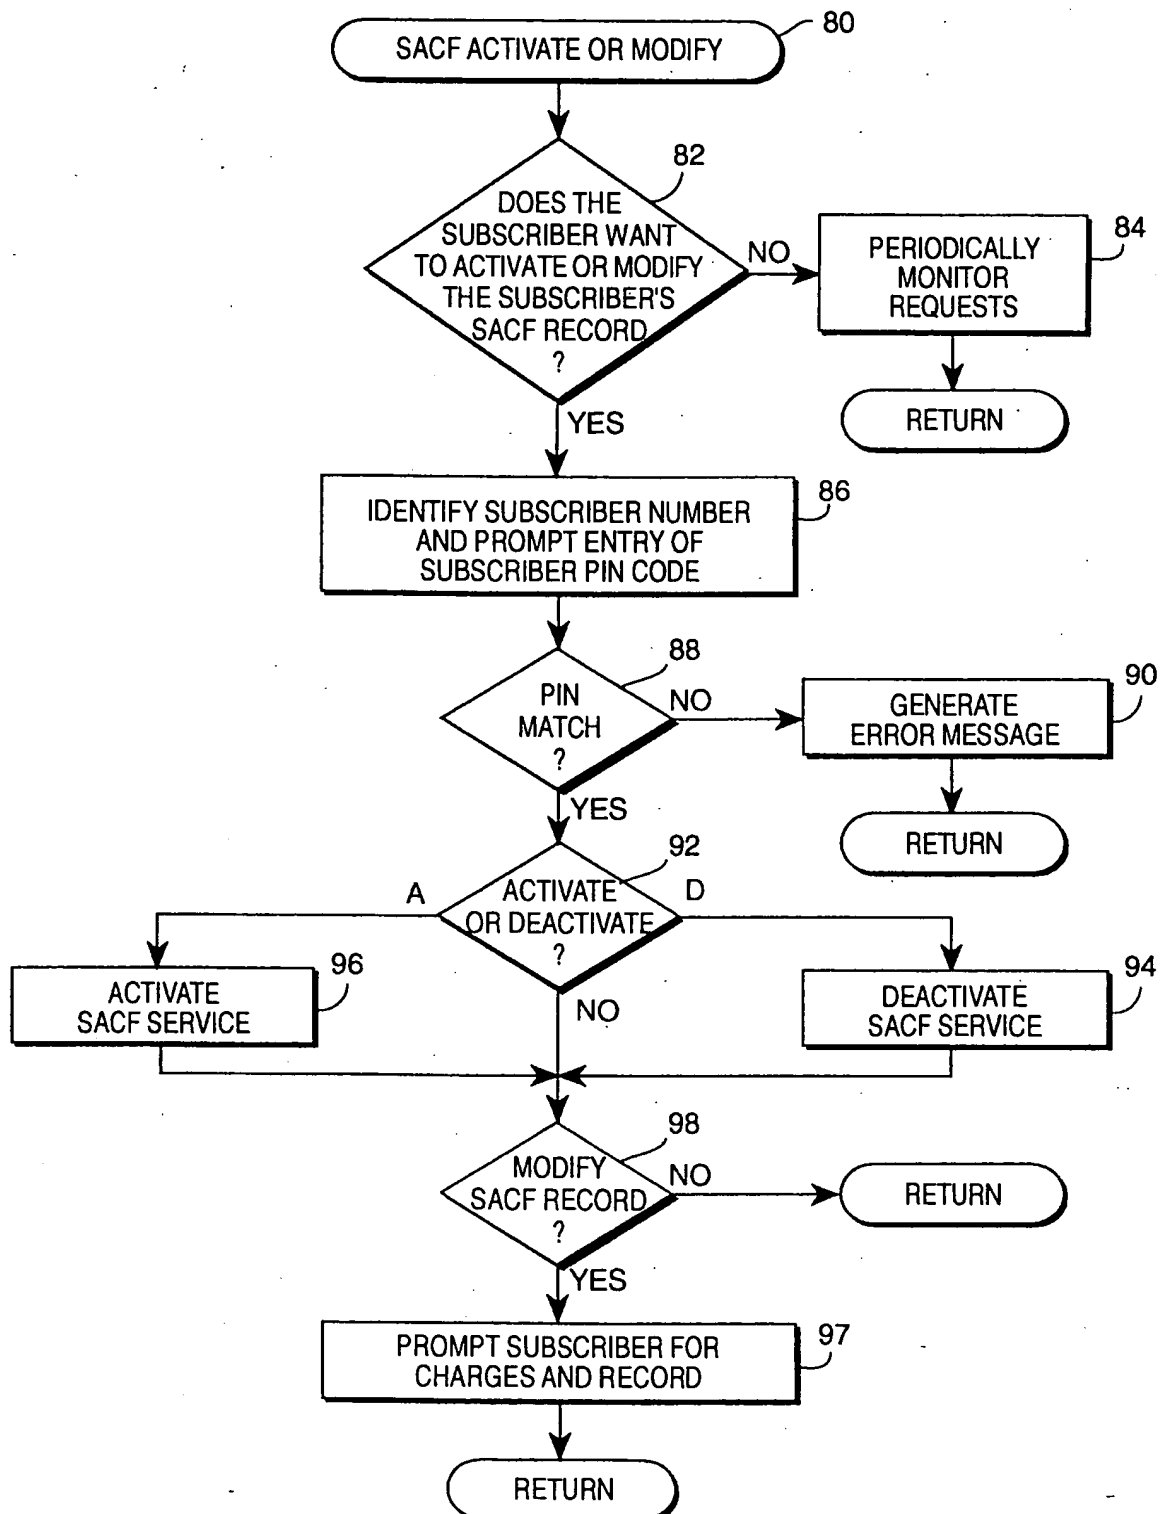 SACF ACTIVATE OR MODIFY
80
82
DOES THE
SUBSCRIBER WANT
TO ACTIVATE OR MODIFY
THE SUBSCRIBER'S
SACF RECORD
?
NO
PERIODICALLY
MONITOR
REQUESTS
84
RETURN
YES
IDENTIFY SUBSCRIBER NUMBER
AND PROMPT ENTRY OF
SUBSCRIBER PIN CODE
86
88
PIN
MATCH
?
NO
GENERATE
ERROR MESSAGE
90
RETURN
YES
92
ACTIVATE
OR DEACTIVATE
?
A
D
ACTIVATE
SACF SERVICE
96
NO
DEACTIVATE
SACF SERVICE
94
98
MODIFY
SACF RECORD
?
NO
RETURN
YES
PROMPT SUBSCRIBER FOR
CHARGES AND RECORD
97
RETURN